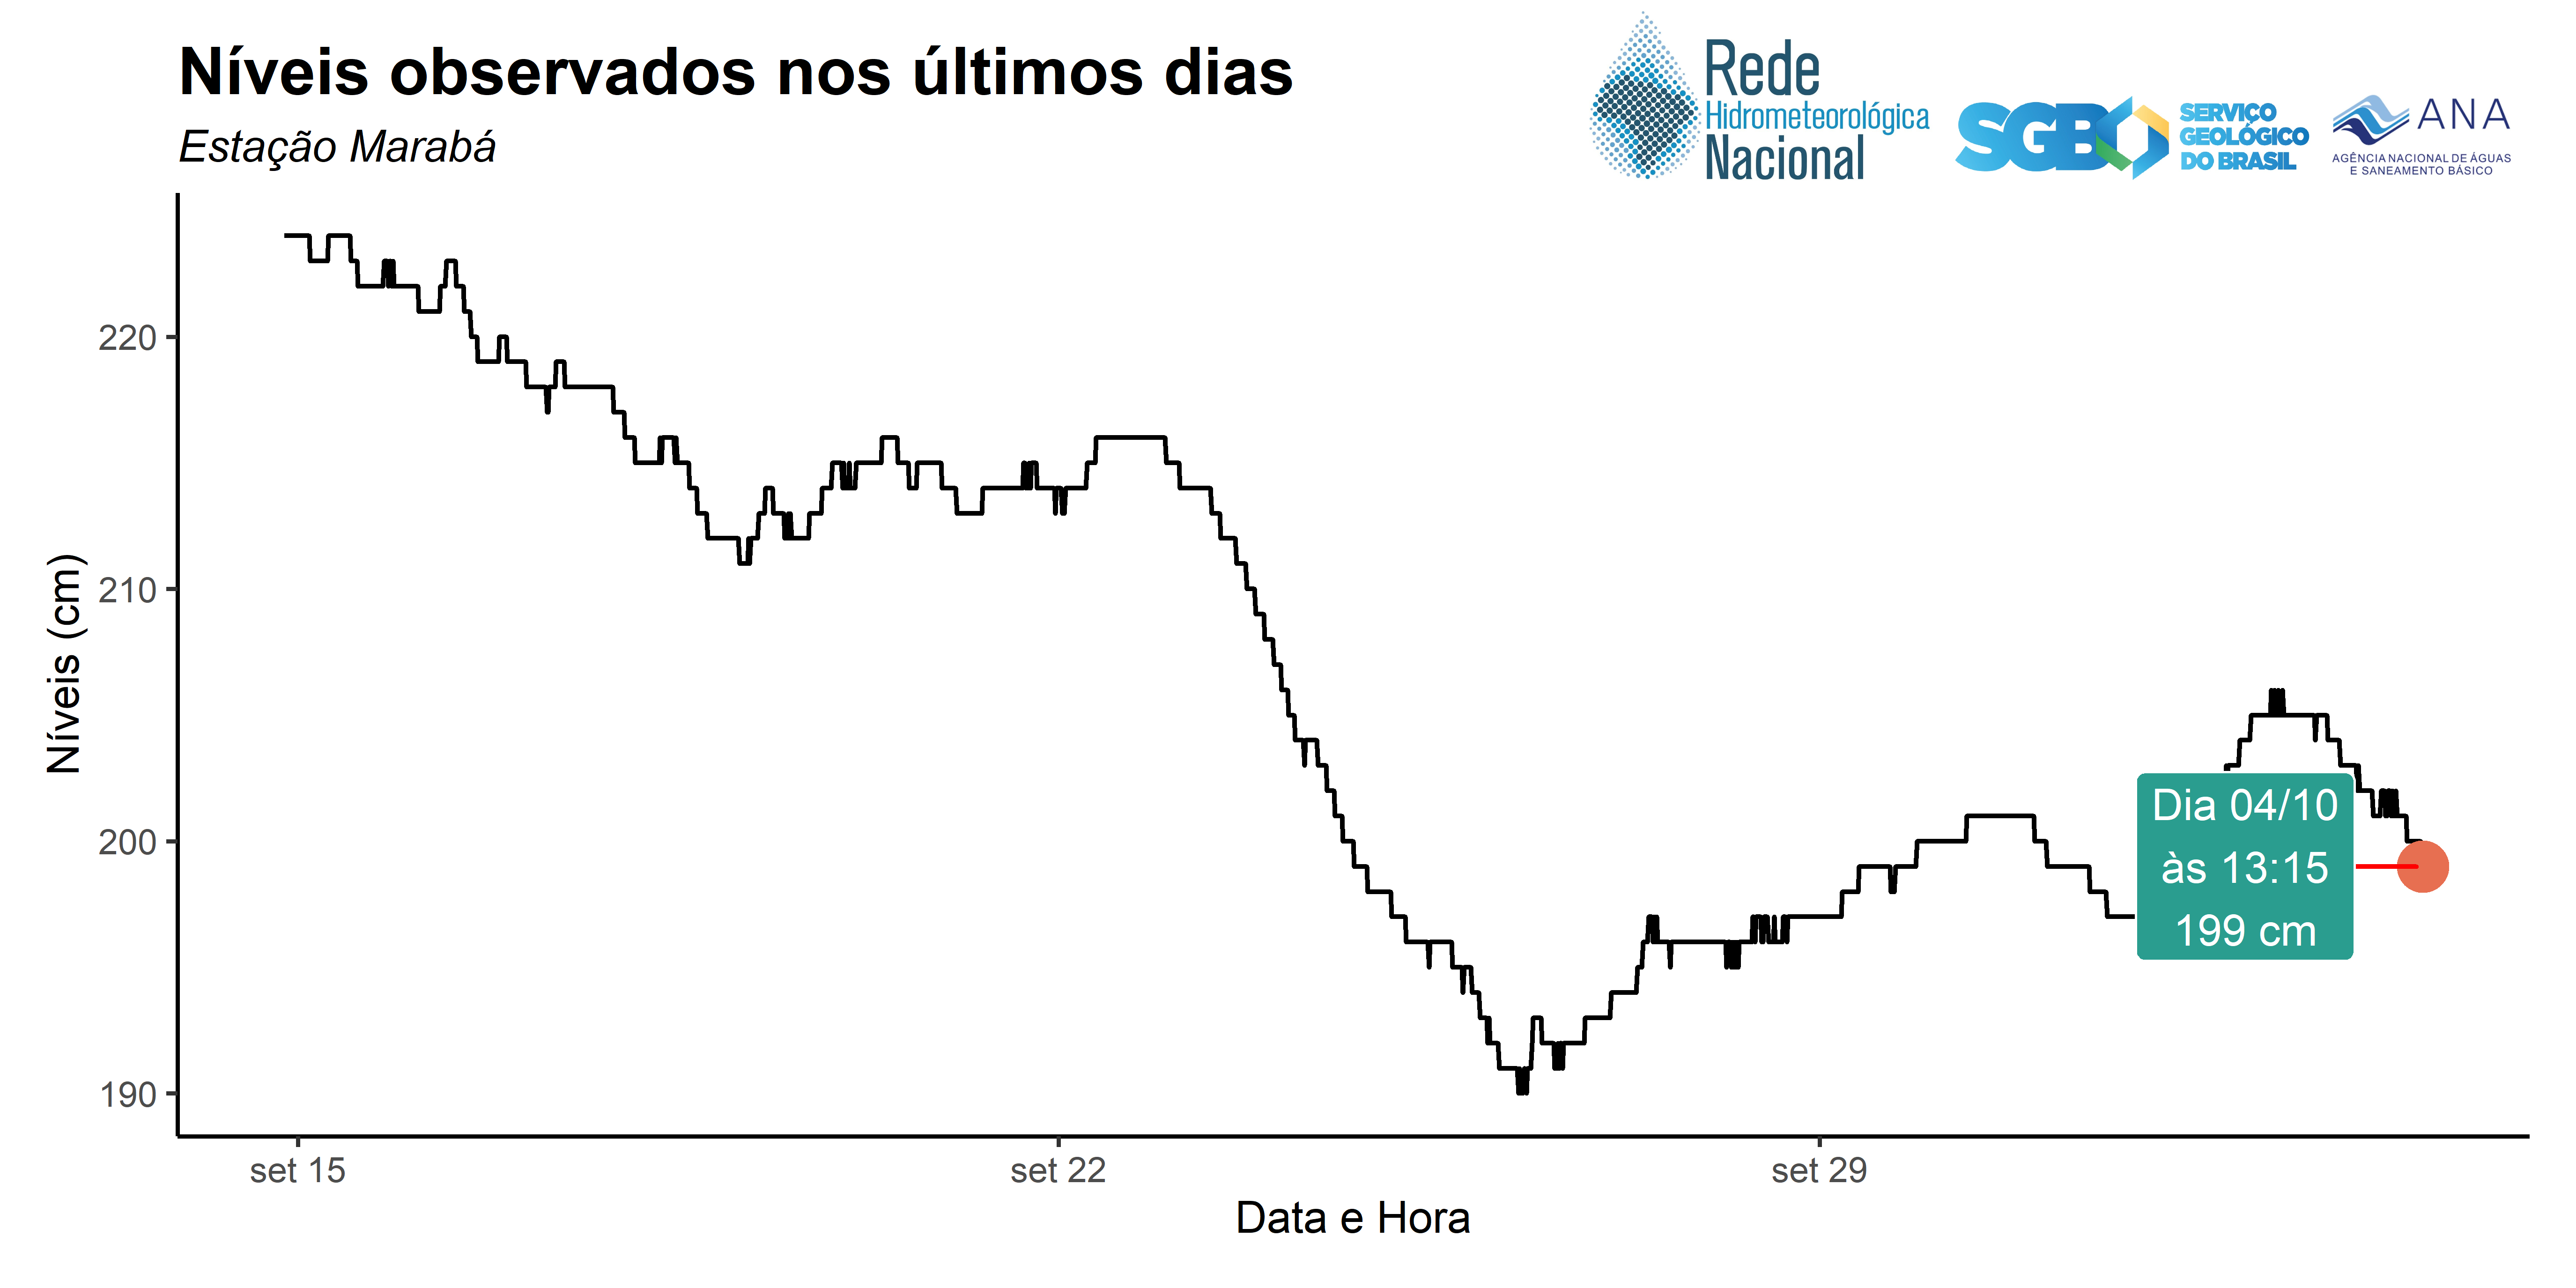 Níveis observados nos últimos dias
Estação Marabá
Rede
Hidrometeorológica
Nacional
SGB
SERVIÇO
GEOLÓGICO
DO BRASIL
ANA
AGÊNCIA NACIONAL DE ÁGUAS
E SANEAMENTO BÁSICO
Níveis (cm)
220
210
200
190
Dia 04/10
às 13:15
199 cm
set 15
set 22
set 29
Data e Hora